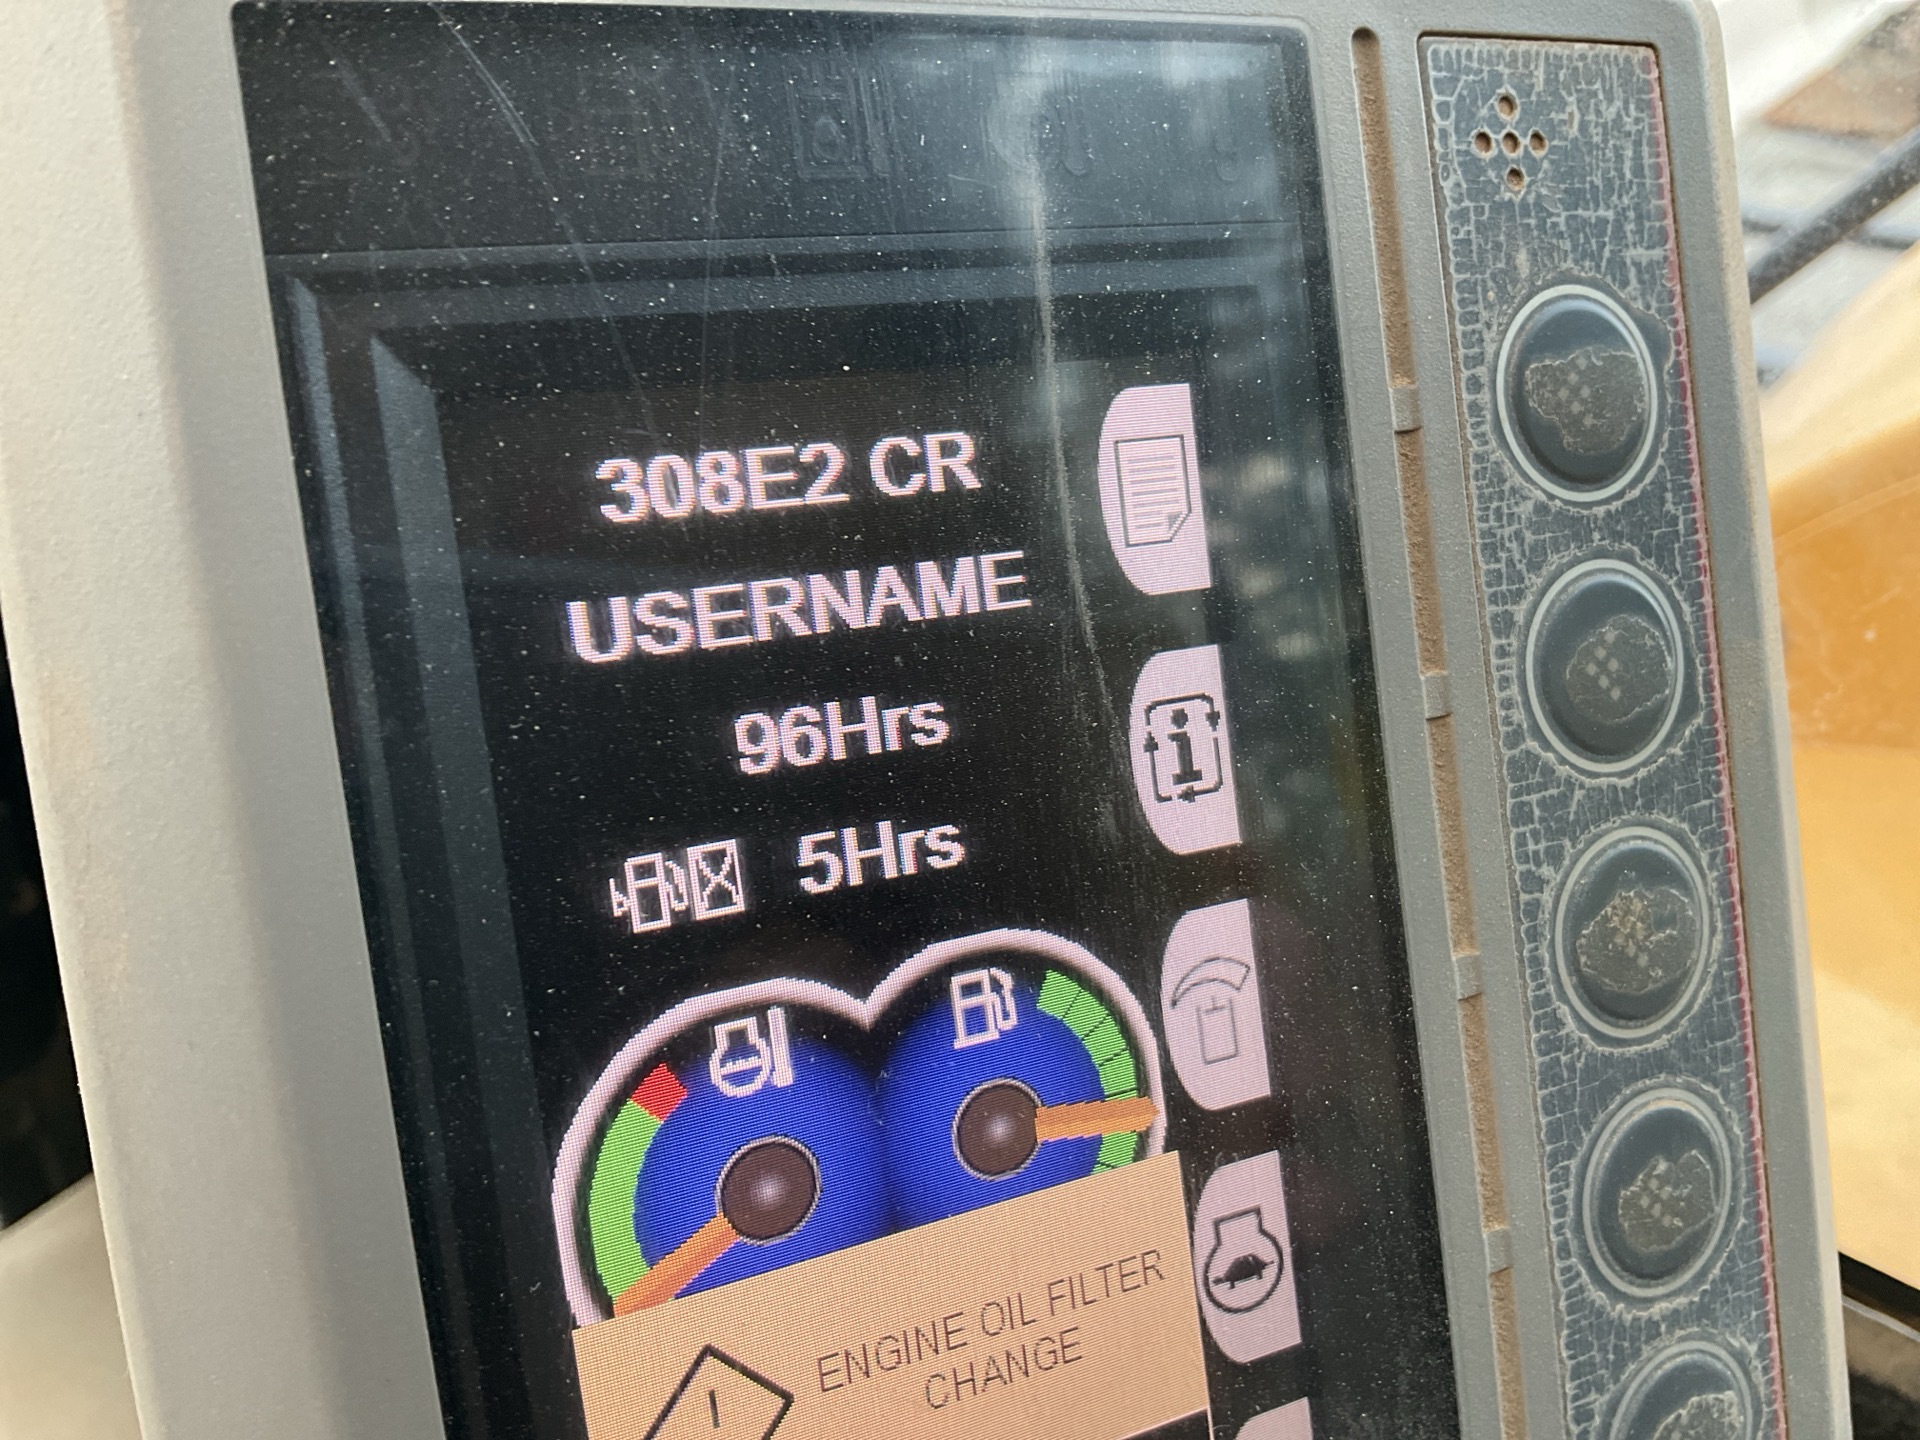 308E2 CR
USERNAME
96Hrs
5Hrs
ENGINE OIL FILTER
CHANGE